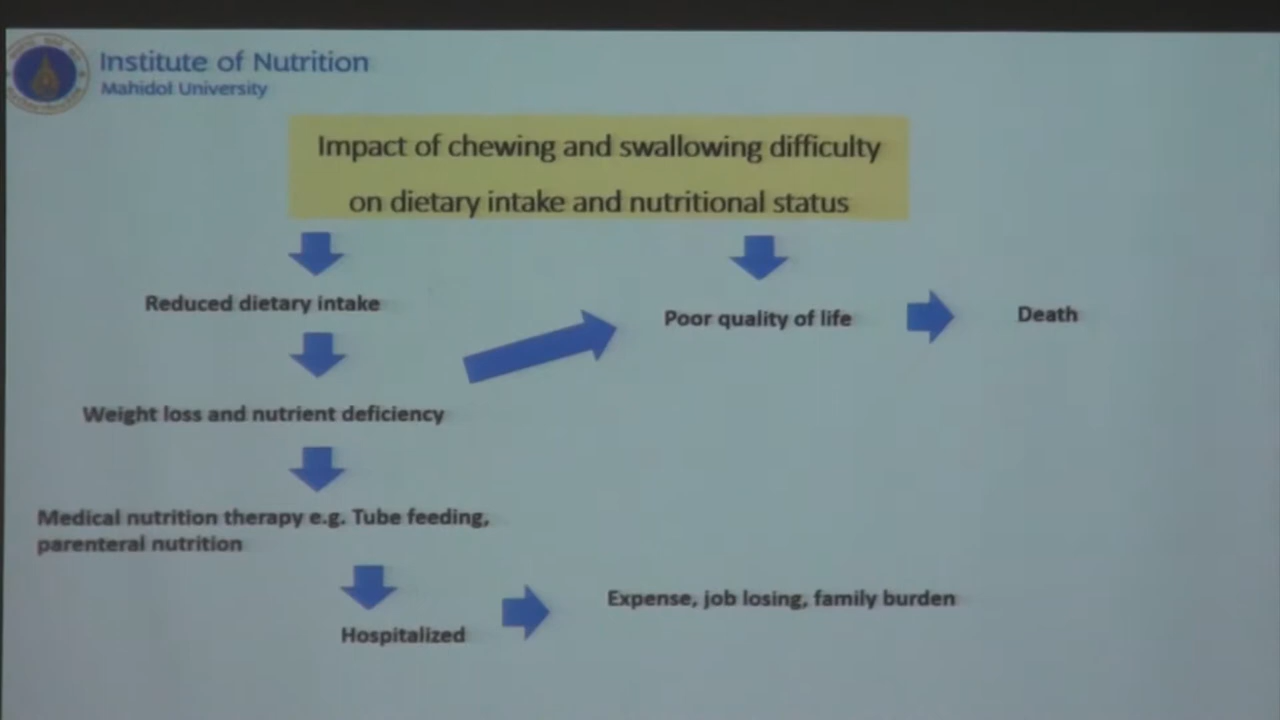 Institute of Nutrition
Mahidol University
Impact of chewing and swallowing difficulty
on dietary intake and nutritional status
Reduced dietary intake
Poor quality of life
Death
Weight loss and nutrient deficiency
Medical nutrition therapy e.g. Tube feeding,
parenteral nutrition
Expense, job losing, family burden
Hospitalized